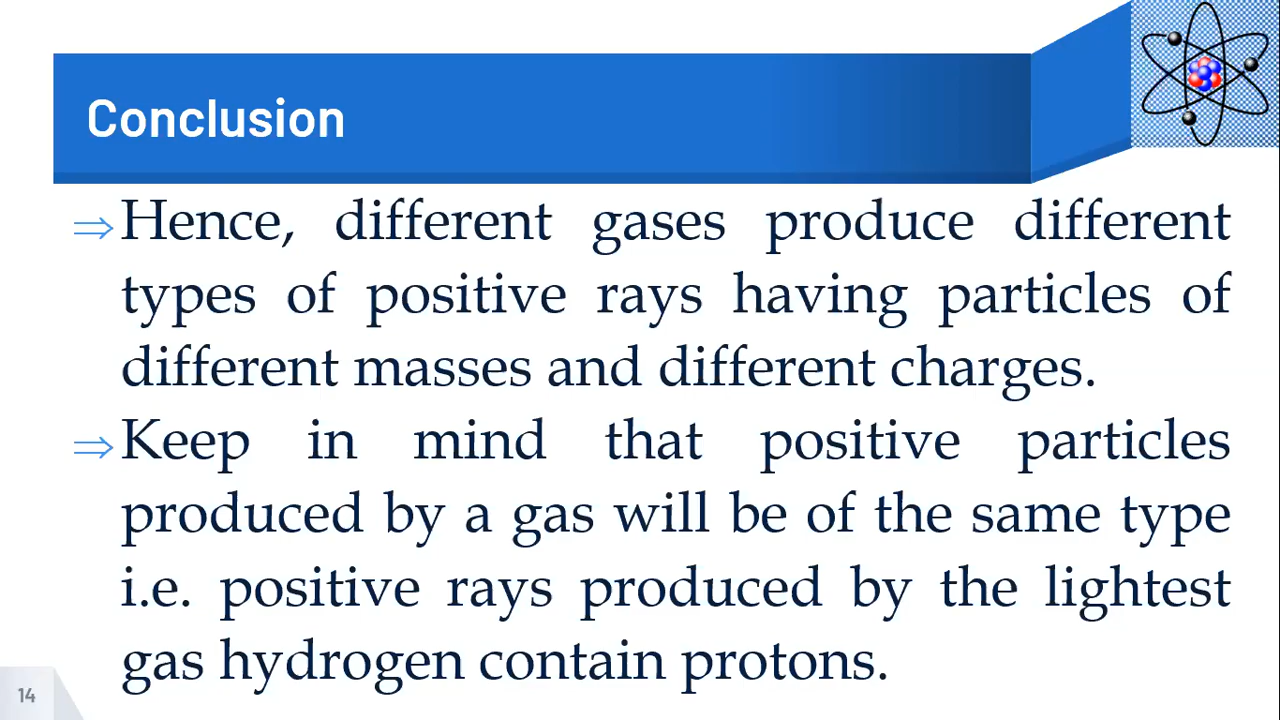 Conclusion
⇒Hence, different gases produce different
types of positive rays having particles of
different masses and different charges.
⇒Keep in mind that positive particles
produced by a gas will be of the same type
i.e. positive rays produced by the lightest
gas hydrogen contain protons.
14